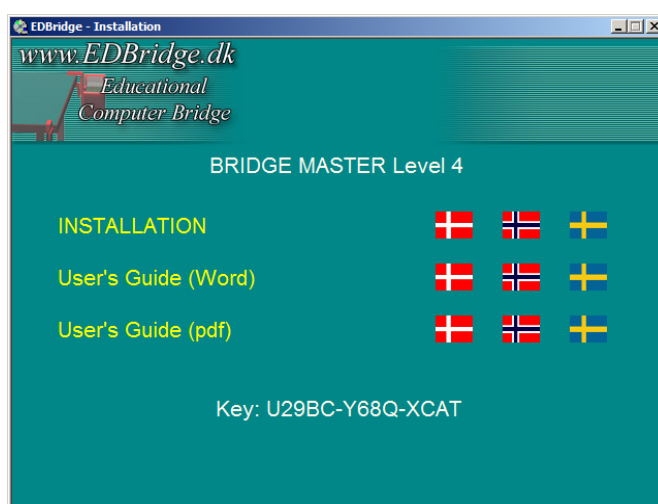 EDBridge - Installation
www.EDBridge.dk
Educational
Computer Bridge
BRIDGE MASTER Level 4
INSTALLATION
User's Guide (Word)
User's Guide (pdf)
Key: U29BC-Y68Q-XCAT